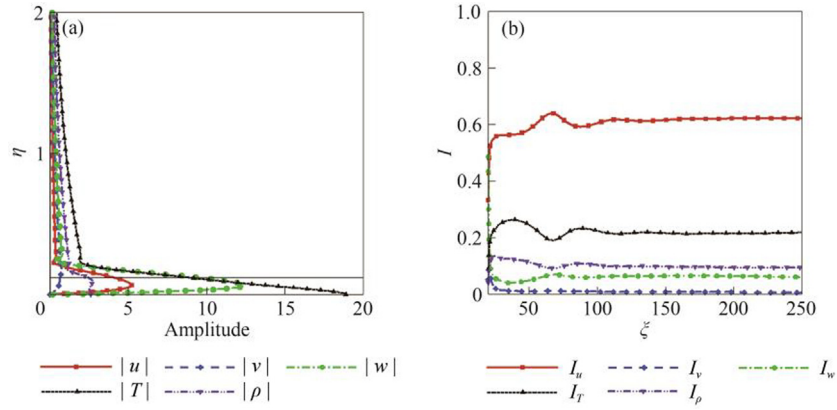 (a)
2
1
0
η
5
10
15
20
Amplitude
| u |
| v |
| w |
| T |
| ρ |
(b)
1.0
0.8
0.6
0.4
0.2
0
I
50
100
150
200
250
ξ
I_u
I_v
I_w
I_T
I_ρ